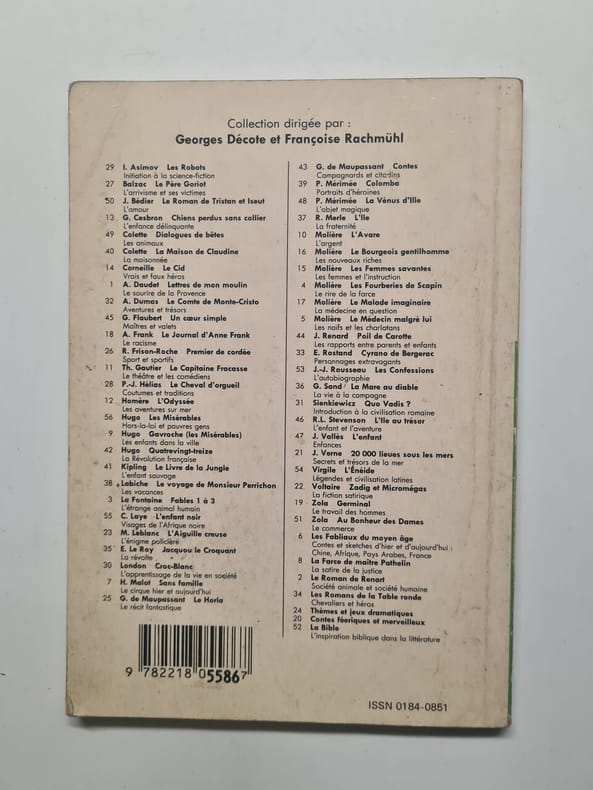 Collection dirigée par :
Georges Décote et Françoise Rachmühl
29 I. Asimov Les Robots
Initiation à la science-fiction
27 Balzac Le Père Goriot
L'arrivisme et ses victimes
50 J. Bédier Le Roman de Tristan et Iseut
L'amour
13 G. Cesbron Chiens perdus sans collier
L'enfance délinquante
49 Colette Dialogues de bêtes
Les animaux
40 Colette La Maison de Claudine
La maisonnée
14 Corneille Le Cid
Vrais et faux héros
1 A. Daudet Lettres de mon moulin
Le sourire de la Provence
32 A. Dumas Le Comte de Monte-Cristo
Aventures et trésors
45 G. Flaubert Un cœur simple
Maîtres et valets
18 A. Frank Le Journal d'Anne Frank
Le racisme
26 R. Frison-Roche Premier de cordée
Sport et sportifs
11 Th. Gautier Le Capitaine Fracasse
Le théâtre et les comédiens
28 P.-J. Hélias Le Cheval d'orgueil
Coutumes et traditions
12 Homère L'Odyssée
Les aventures sur mer
56 Hugo Les Misérables
Hors-la-loi et pauvres gens
9 Hugo Gavroche (les Misérables)
Les enfants dans la ville
42 Hugo Quatrevingt-treize
La Révolution française
41 Kipling Le Livre de la Jungle
L'enfant sauvage
38 Labiche Le voyage de Monsieur Perrichon
Les vacances
3 La Fontaine Fables 1 à 3
L'étrange animal humain
55 C. Laye L'enfant noir
Visages de l'Afrique noire
23 M. Leblanc L'Aiguille creuse
L'énigme policière
35 E. Le Roy Jacquou le Croquant
La révolte
30 London Croc-Blanc
L'apprentissage de la vie en société
7 H. Malot Sans famille
Le cirque hier et aujourd'hui
25 G. de Maupassant Le Horla
Le récit fantastique
43 G. de Maupassant Contes
Campagnards et citadins
39 P. Mérimée Colomba
Portraits d'héroïnes
48 P. Mérimée La Vénus d'Ille
L'objet magique
37 R. Merle L'Ile
La fraternité
10 Molière L'Avare
L'argent
16 Molière Le Bourgeois gentilhomme
Les nouveaux riches
15 Molière Les Femmes savantes
Les femmes et l'instruction
4 Molière Les Fourberies de Scapin
Le rire de la farce
17 Molière Le Malade imaginaire
La médecine en question
5 Molière Le Médecin malgré lui
Les naïfs et les charlatans
44 J. Renard Poil de Carotte
Les rapports entre parents et enfants
33 E. Rostand Cyrano de Bergerac
Personnages extravagants
53 J.-J. Rousseau Les Confessions
L'autobiographie
36 G. Sand La Mare au diable
La vie à la campagne
31 Sienkiewicz Quo Vadis ?
Introduction à la civilisation romaine
46 R.L. Stevenson L'Ile au trésor
L'enfant et l'aventure
47 J. Vallès L'enfant
Enfances
21 J. Verne 20 000 lieues sous les mers
Secrets et trésors de la mer
54 Virgile L'Énéide
Légendes et civilisation latines
22 Voltaire Zadig et Micromégas
La fiction satirique
19 Zola Germinal
Le travail des hommes
51 Zola Au Bonheur des Dames
Le commerce
6 Les Fabliaux du moyen âge
Contes et sketches d'hier et d'aujourd'hui :
Chine, Afrique, Pays Arabes, France
8 La Farce de maître Pathelin
La satire de la justice
2 Le Roman de Renart
Société animale et société humaine
34 Les Romans de la Table ronde
Chevaliers et héros
24 Thèmes et jeux dramatiques
20 Contes féeriques et merveilleux
52 La Bible
L'inspiration biblique dans la littérature
9 782218 055867
ISSN 0184-0851